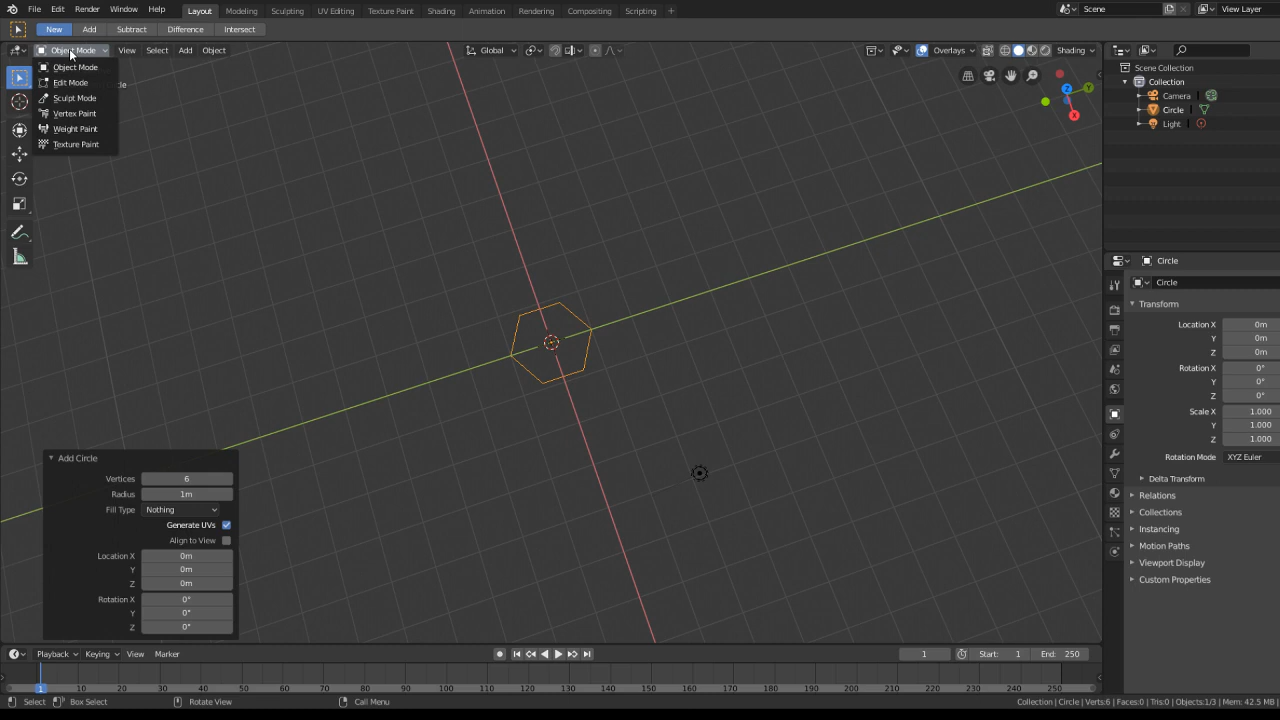 File Edit Render Window Help Layout Modeling Sculpting UV Editing Texture Paint Shading Animation Rendering Compositing Scripting + Scene View Layer
New Add Subtract Difference Intersect
Object Mode View Select Add Object Global Overlays Shading
Object Mode
Edit Mode
Sculpt Mode
Vertex Paint
Weight Paint
Texture Paint
Z
Y
X
Scene Collection
Collection
Camera
Circle
Light
Circle
Circle
Transform
Location X 0m
Y 0m
Z 0m
Rotation X 0°
Y 0°
Z 0°
Scale X 1.000
Y 1.000
Z 1.000
Rotation Mode XYZ Euler
Delta Transform
Relations
Collections
Instancing
Motion Paths
Viewport Display
Custom Properties
Add Circle
Vertices 6
Radius 1m
Fill Type Nothing
Generate UVs
Align to View
Location X 0m
Y 0m
Z 0m
Rotation X 0°
Y 0°
Z 0°
Playback Keying View Marker 1 Start: 1 End: 250
1 10 20 30 40 50 60 70 80 90 100 110 120 130 140 150 160 170 180 190 200 210 220 230 240 250
Select Box Select Rotate View Call Menu Collection | Circle | Verts:6 | Faces:0 | Tris:0 | Objects:1/3 | Mem: 42.5 MB